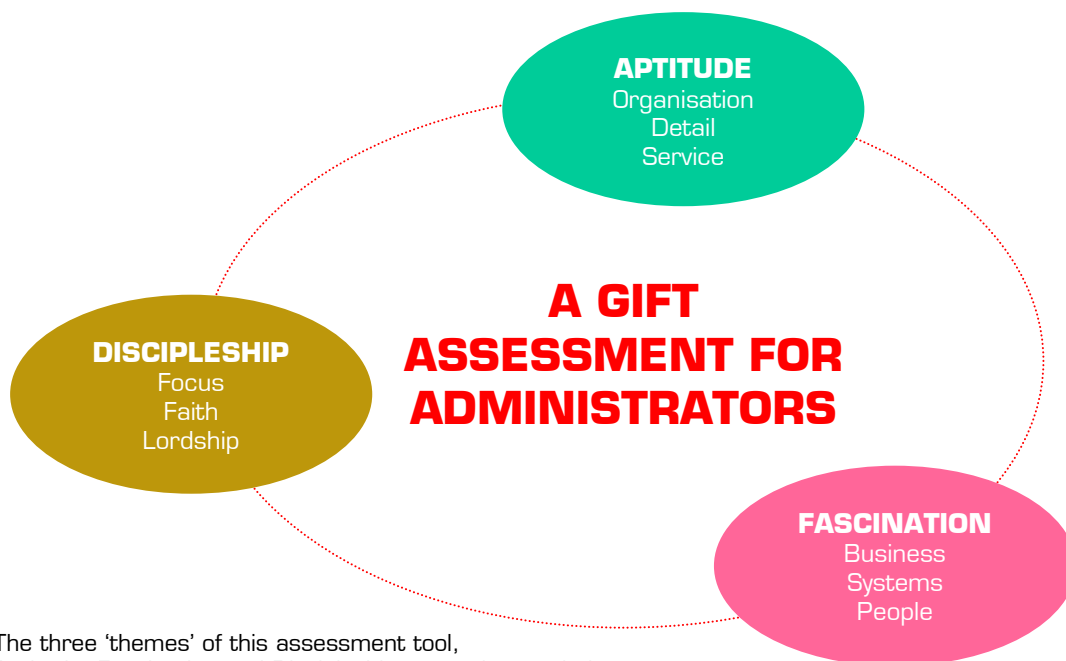 APTITUDE
Organisation
Detail
Service
A GIFT
ASSESSMENT FOR
ADMINISTRATORS
DISCIPLESHIP
Focus
Faith
Lordship
FASCINATION
Business
Systems
People
The three ‘themes’ of this assessment tool,